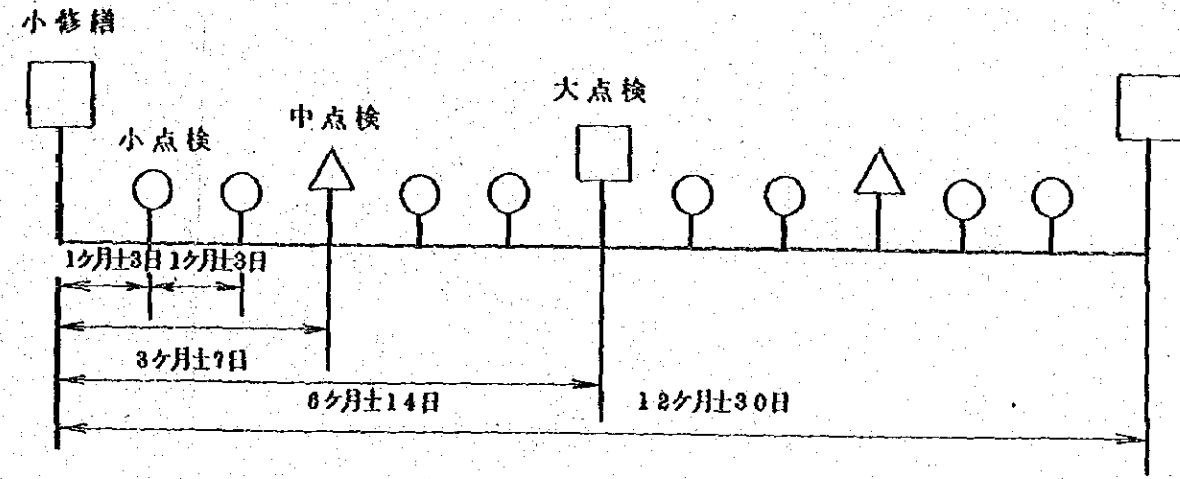 小修繕
大点検
中点検
小点検
1ケ月±3日 1ケ月±3日
3ケ月±7日
6ケ月±14日
12ケ月±30日